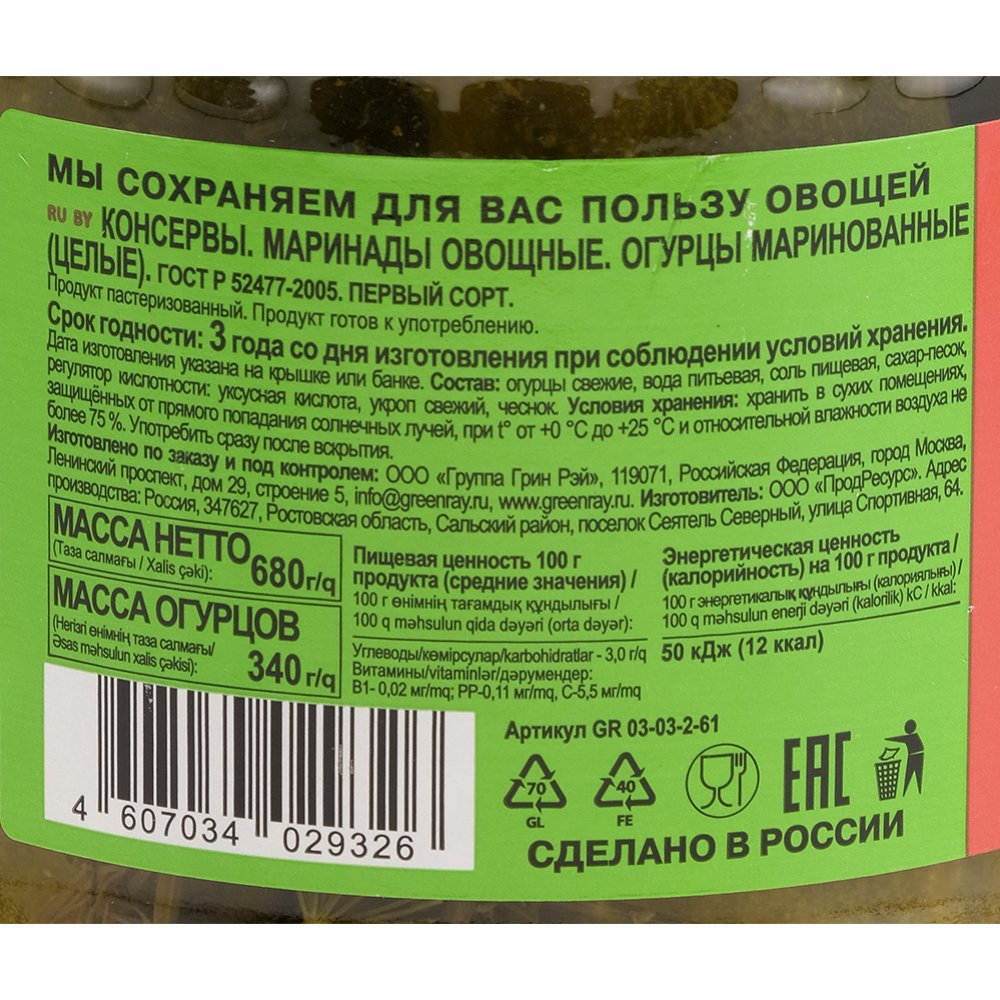 МЫ СОХРАНЯЕМ ДЛЯ ВАС ПОЛЬЗУ ОВОЩЕЙ
RU BY КОНСЕРВЫ. МАРИНАДЫ ОВОЩНЫЕ. ОГУРЦЫ МАРИНОВАННЫЕ
(ЦЕЛЫЕ). ГОСТ Р 52477-2005. ПЕРВЫЙ СОРТ.
Продукт пастеризованный. Продукт готов к употреблению.
Срок годности: 3 года со дня изготовления при соблюдении условий хранения.
Дата изготовления указана на крышке или банке. Состав: огурцы свежие, вода питьевая, соль пищевая, сахар-песок,
регулятор кислотности: уксусная кислота, укроп свежий, чеснок. Условия хранения: хранить в сухих помещениях,
защищённых от прямого попадания солнечных лучей, при t° от +0 °С до +25 °С и относительной влажности воздуха не
более 75 %. Употребить сразу после вскрытия.
Изготовлено по заказу и под контролем: ООО «Группа Грин Рэй», 119071, Российская Федерация, город Москва,
Ленинский проспект, дом 29, строение 5, info@greenray.ru, www.greenray.ru. Изготовитель: ООО «ПродРесурс». Адрес
производства: Россия, 347627, Ростовская область, Сальский район, поселок Сеятель Северный, улица Спортивная, 64.
МАССА НЕТТО
(Таза салмағы / Xalis çəki): 680г/q
МАССА ОГУРЦОВ
(Негізгі өнімнің таза салмағы/
Əsas məhsulun xalis çəkisi): 340 г/q
Пищевая ценность 100 г
продукта (средние значения) /
100 г өнімнің тағамдық құндылығы /
100 q məhsulun qida dəyəri (orta dəyər):
Углеводы/көмірсулар/karbohidratlar - 3,0 г/q
Витамины/vitaminlər/дәрумендер:
В1- 0,02 мг/mq; РР-0,11 мг/mq, С-5,5 мг/mq
Энергетическая ценность
(калорийность) на 100 г продукта /
100 г энергетикалық құндылығы (калориялығы) /
100 q məhsulun enerji dəyəri (kalorilik) kC / kkal:
50 кДж (12 ккал)
Артикул GR 03-03-2-61
70
GL
40
FE
EAC
СДЕЛАНО В РОССИИ
4 607034 029326